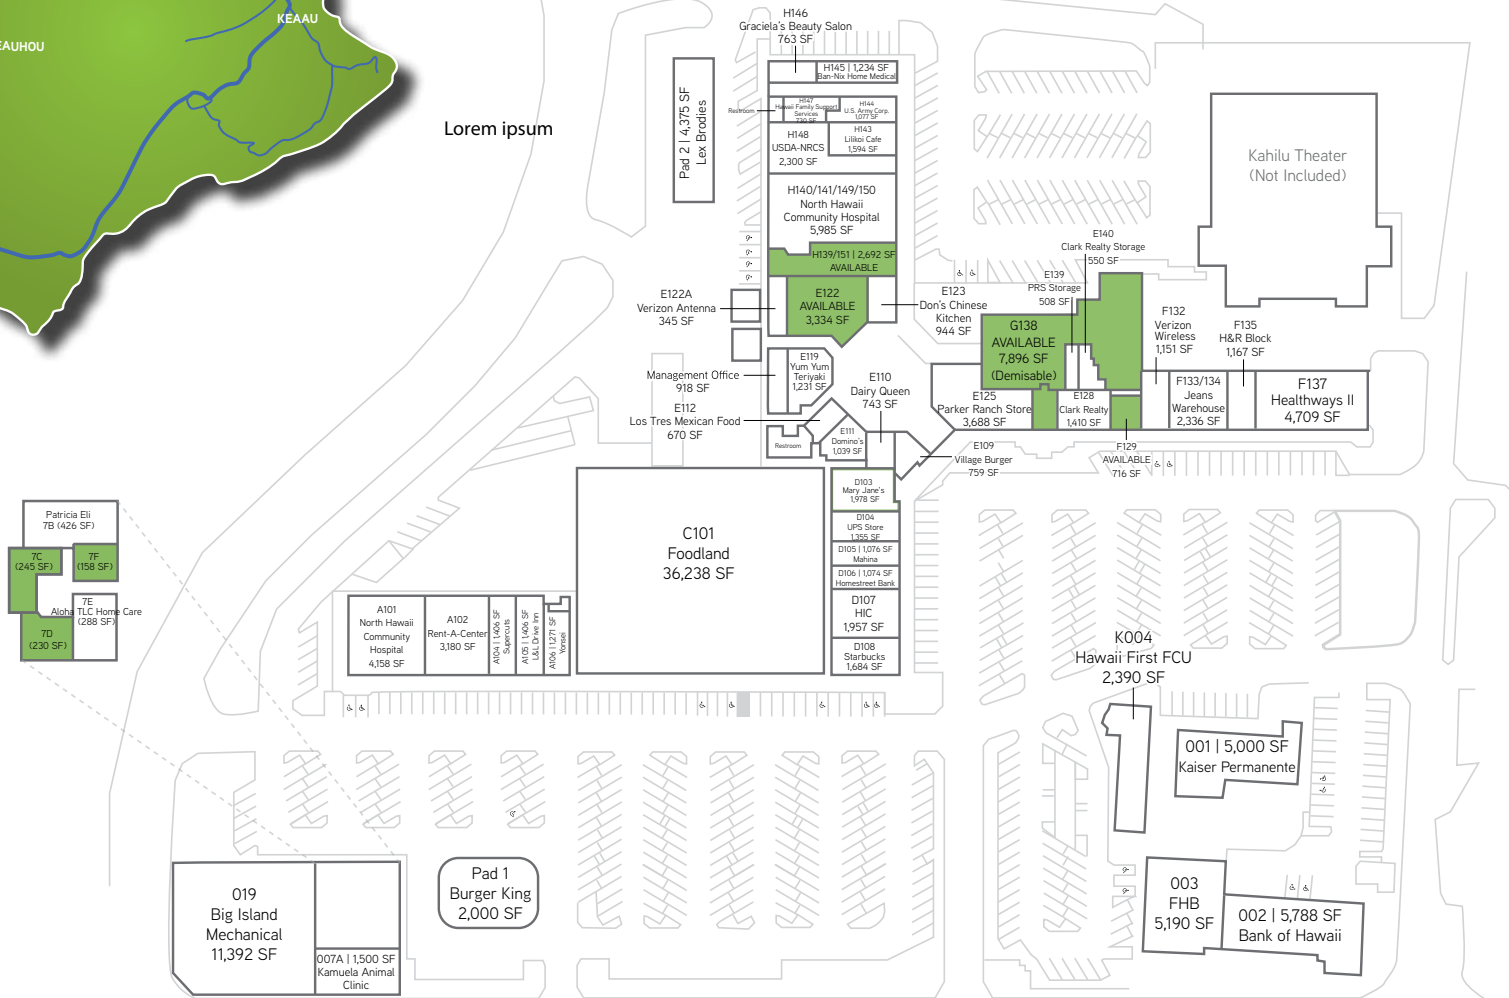 KEAAU
EAUHOU
Lorem ipsum
H146
Graciela's Beauty Salon
763 SF
H145 | 1,234 SF
Ban-Nix Home Medical
Restroom
H147
Hawaii Family Support
Services
730 SF
H144
U.S. Army Corp.
1,077 SF
H148
USDA-NRCS
2,300 SF
H143
Lilikoi Cafe
1,594 SF
Pad 2 | 4,375 SF
Lex Brodies
H140/141/149/150
North Hawaii
Community Hospital
5,985 SF
H139/151 | 2,692 SF
AVAILABLE
E122A
Verizon Antenna
345 SF
E122
AVAILABLE
3,334 SF
E123
Don's Chinese
Kitchen
944 SF
Kahilu Theater
(Not Included)
E140
Clark Realty Storage
550 SF
E139
PRS Storage
508 SF
G138
AVAILABLE
7,896 SF
(Demisable)
F132
Verizon
Wireless
1,151 SF
F135
H&R Block
1,167 SF
Management Office
918 SF
E119
Yum Yum
Teriyaki
1,231 SF
E110
Dairy Queen
743 SF
E112
Los Tres Mexican Food
670 SF
Restroom
E111
Domino's
1,039 SF
E125
Parker Ranch Store
3,688 SF
E128
Clark Realty
1,410 SF
F133/134
Jeans
Warehouse
2,336 SF
F137
Healthways II
4,709 SF
E109
Village Burger
759 SF
F129
AVAILABLE
716 SF
D103
Mary Jane's
1,978 SF
D104
UPS Store
1,355 SF
D105 | 1,076 SF
Mahina
D106 | 1,074 SF
Homestreet Bank
D107
HIC
1,957 SF
D108
Starbucks
1,684 SF
C101
Foodland
36,238 SF
Patricia Eli
7B (426 SF)
7C
(245 SF)
7F
(158 SF)
7E
Aloha TLC Home Care
(288 SF)
7D
(230 SF)
A101
North Hawaii
Community
Hospital
4,158 SF
A102
Rent-A-Center
3,180 SF
A104 | 1,406 SF
Supercuts
A105 | 1,406 SF
L&L Drive Inn
A106 | 1,271 SF
Yonsei
K004
Hawaii First FCU
2,390 SF
001 | 5,000 SF
Kaiser Permanente
019
Big Island
Mechanical
11,392 SF
007A | 1,500 SF
Kamuela Animal
Clinic
Pad 1
Burger King
2,000 SF
003
FHB
5,190 SF
002 | 5,788 SF
Bank of Hawaii